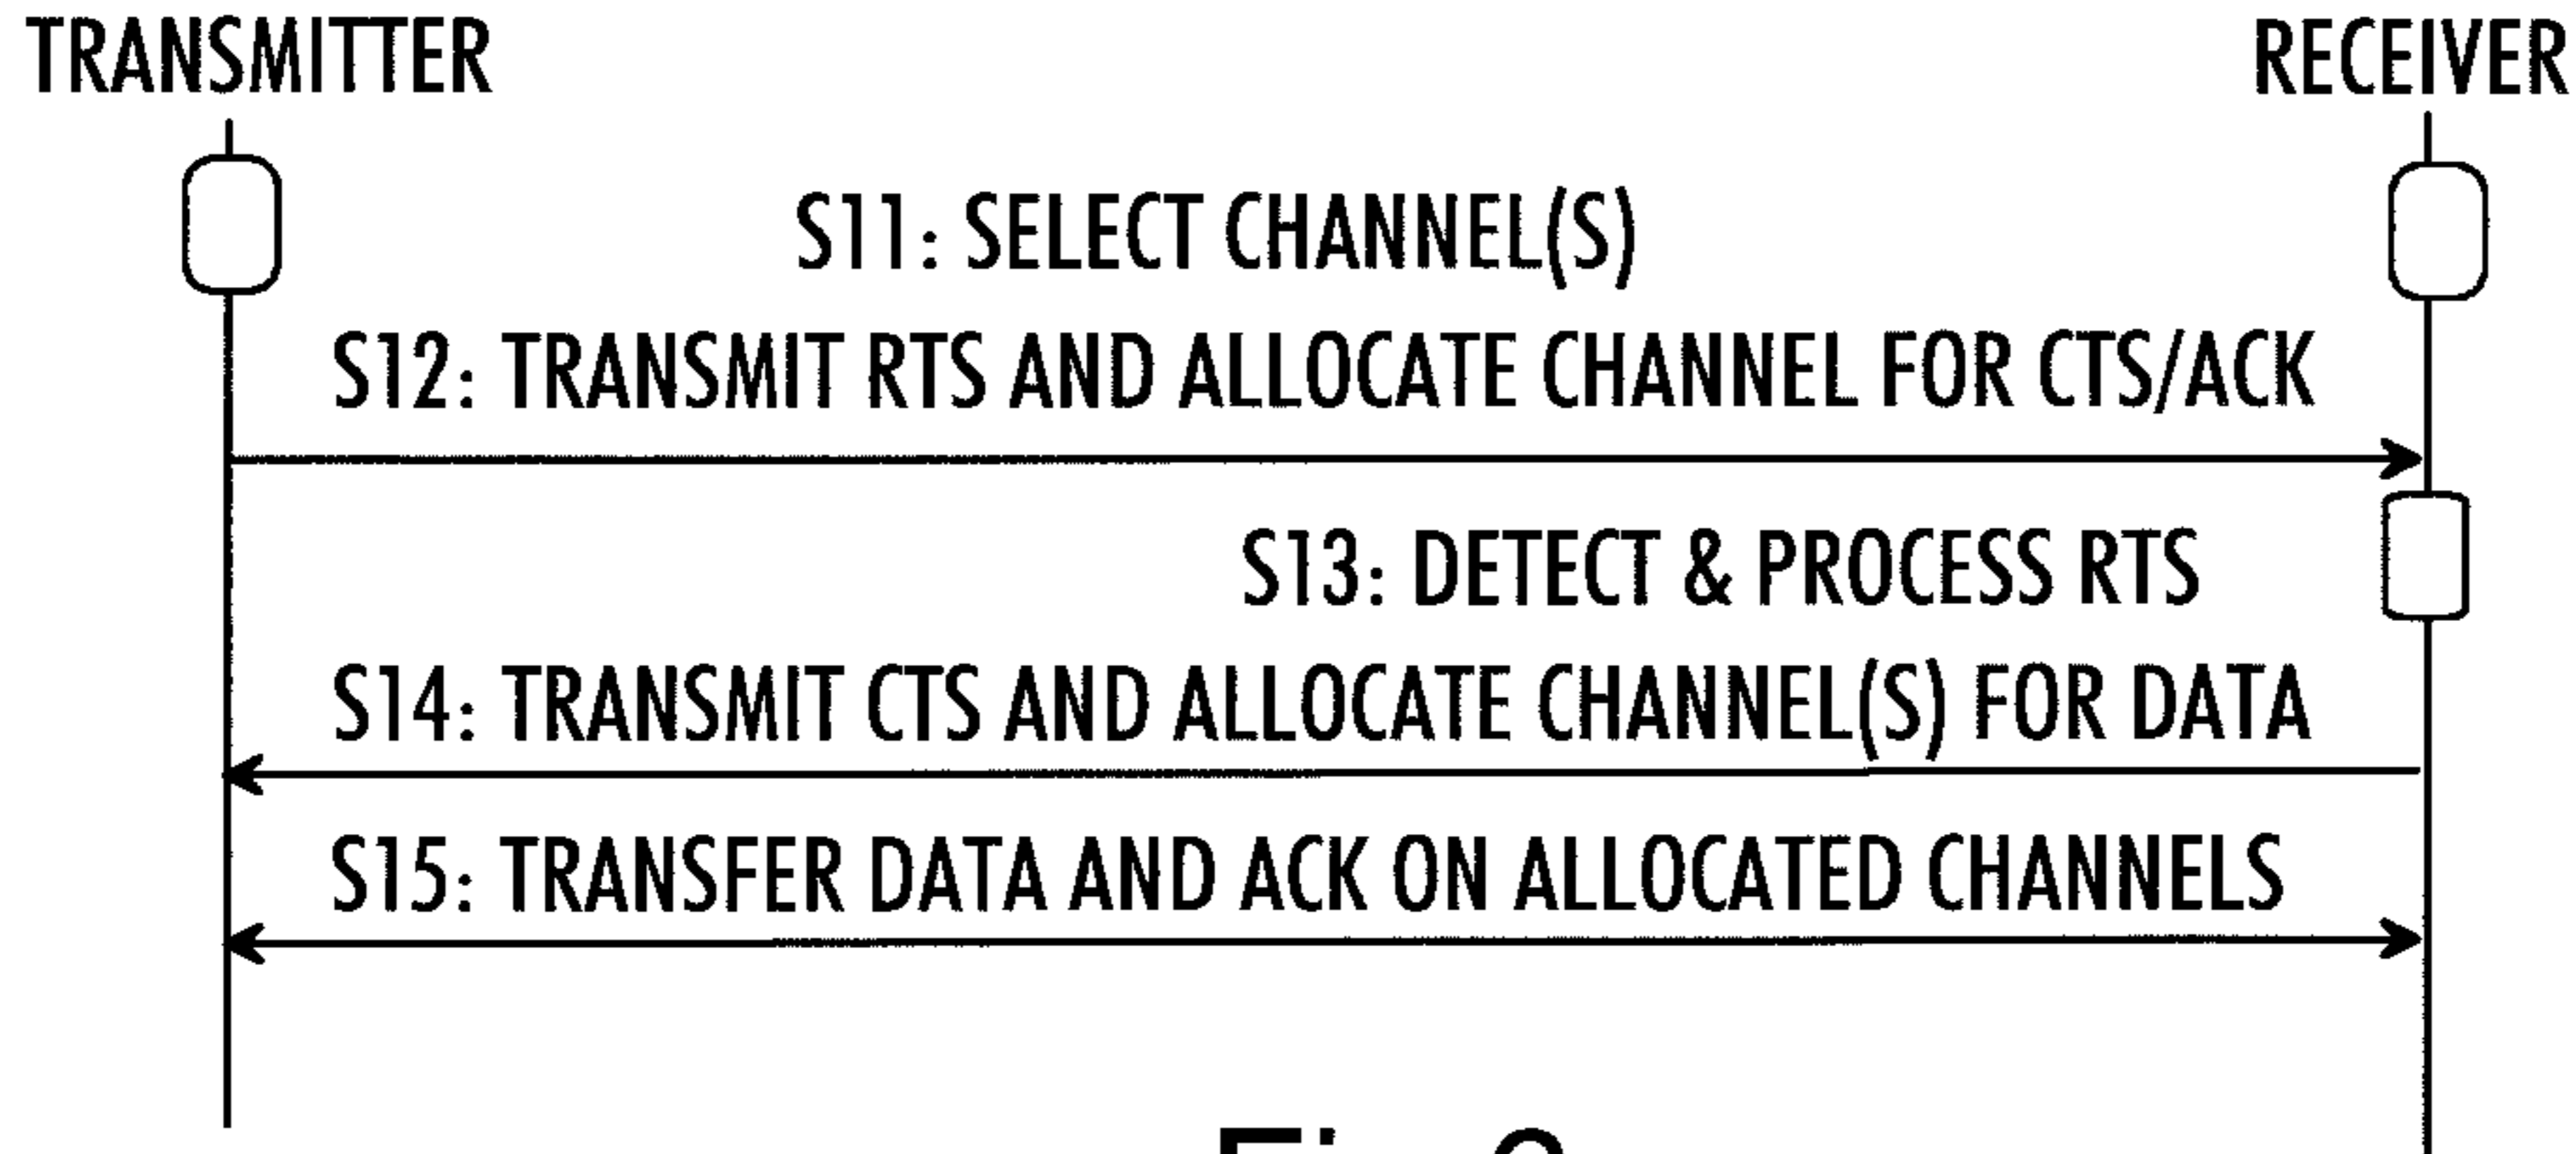 TRANSMITTER RECEIVER
S11: SELECT CHANNEL(S)
S12: TRANSMIT RTS AND ALLOCATE CHANNEL FOR CTS/ACK
S13: DETECT & PROCESS RTS
S14: TRANSMIT CTS AND ALLOCATE CHANNEL(S) FOR DATA
S15: TRANSFER DATA AND ACK ON ALLOCATED CHANNELS